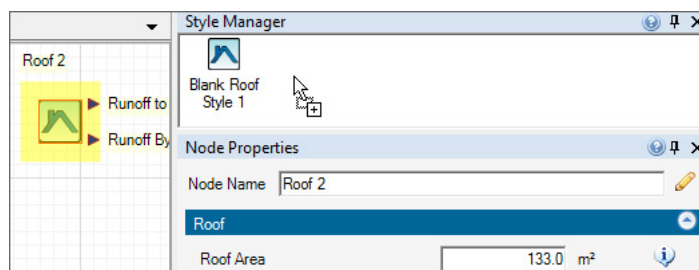 Style Manager
Roof 2
Blank Roof
Style 1
Runoff to
Runoff By
Node Properties
Node Name Roof 2
Roof
Roof Area 133.0 m²